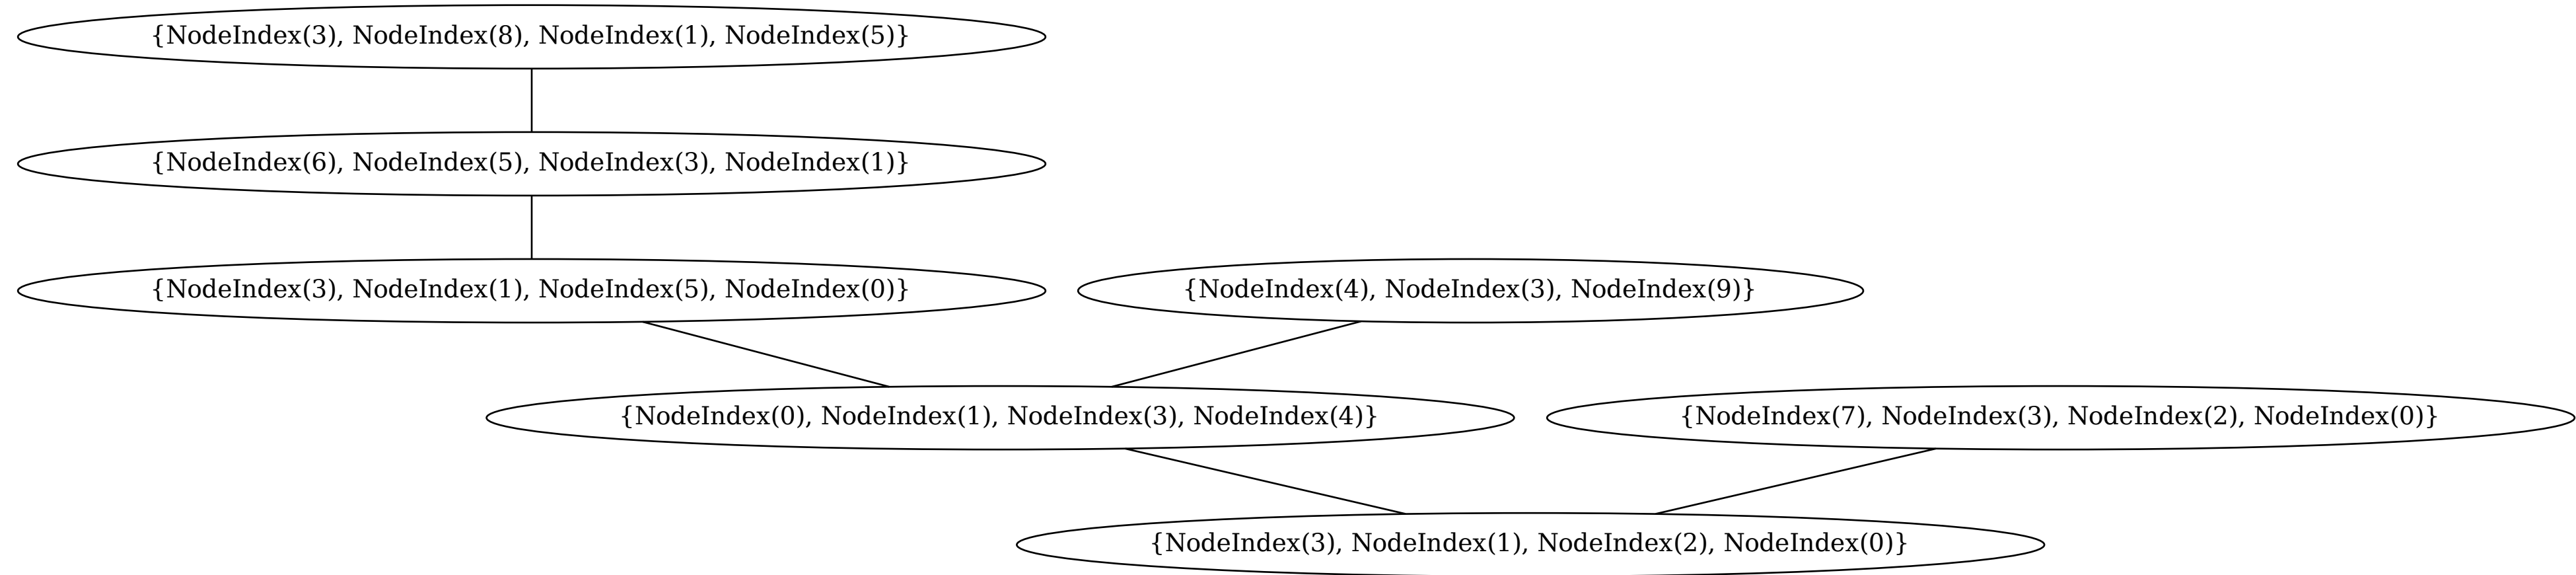 {NodeIndex(3), NodeIndex(8), NodeIndex(1), NodeIndex(5)}
{NodeIndex(6), NodeIndex(5), NodeIndex(3), NodeIndex(1)}
{NodeIndex(3), NodeIndex(1), NodeIndex(5), NodeIndex(0)}
{NodeIndex(4), NodeIndex(3), NodeIndex(9)}
{NodeIndex(0), NodeIndex(1), NodeIndex(3), NodeIndex(4)}
{NodeIndex(7), NodeIndex(3), NodeIndex(2), NodeIndex(0)}
{NodeIndex(3), NodeIndex(1), NodeIndex(2), NodeIndex(0)}